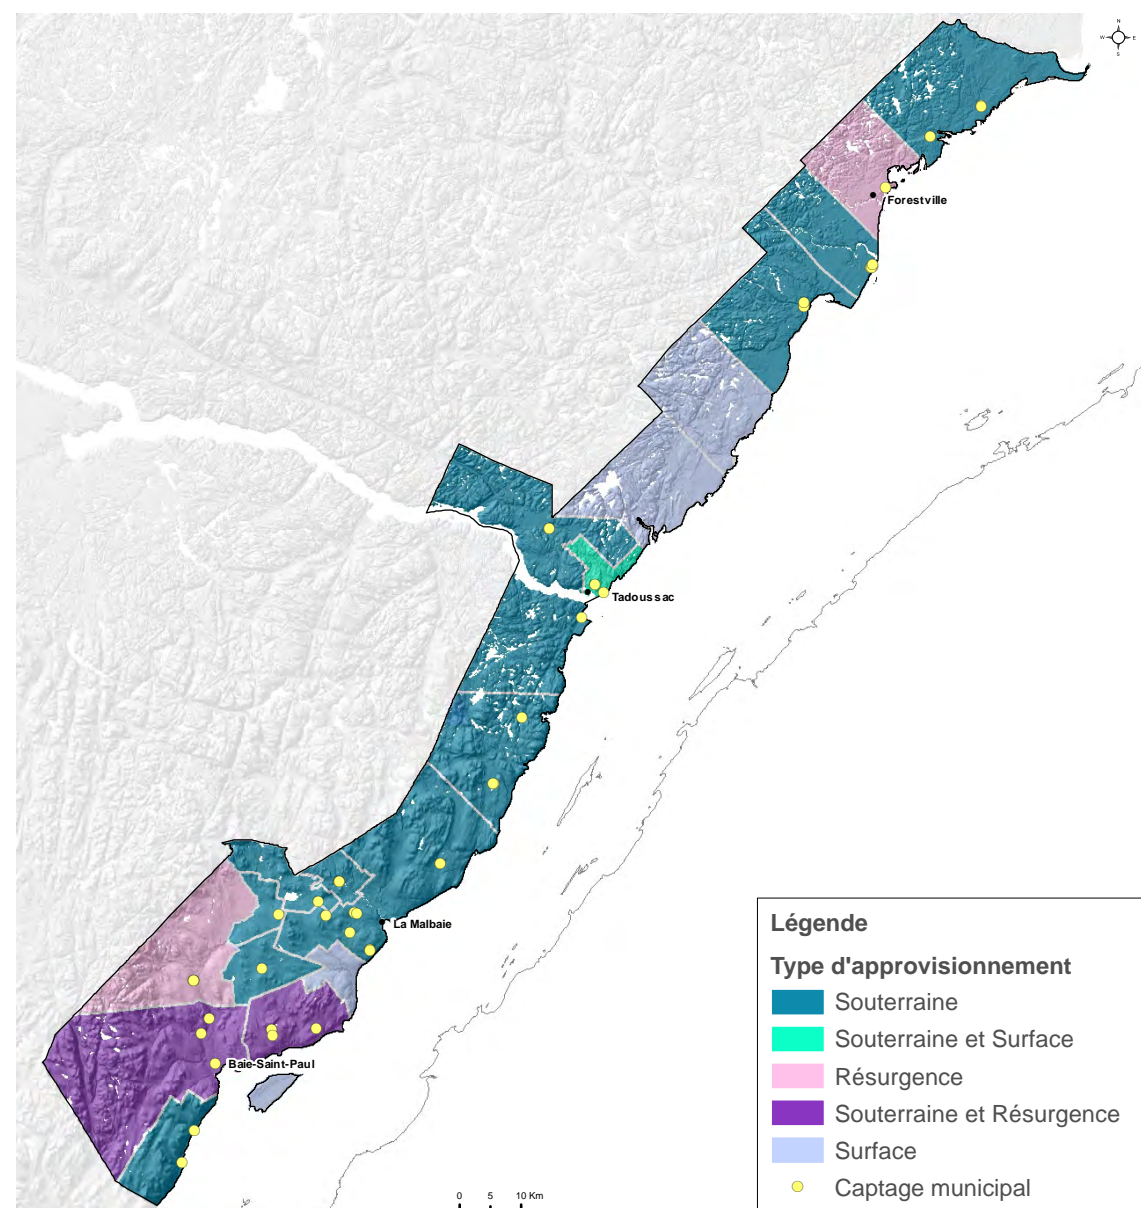 N
W E
S
Forestville
Tadoussac
La Malbaie
Baie-Saint-Paul
Légende
Type d'approvisionnement
Souterraine
Souterraine et Surface
Résurgence
Souterraine et Résurgence
Surface
Captage municipal
0 5 10 Km